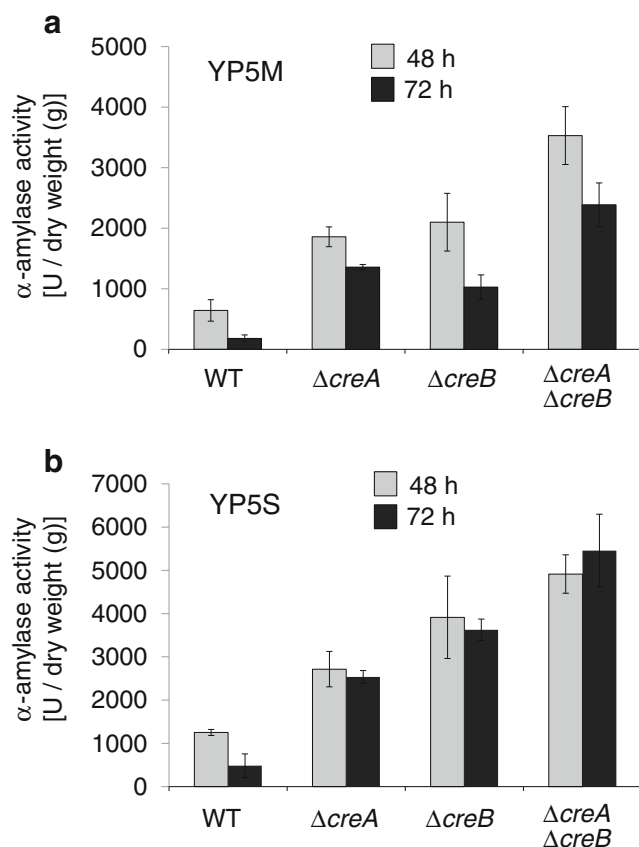 a
YP5M
48 h
72 h
α-amylase activity
[U / dry weight (g)]
5000
4000
3000
2000
1000
0
WT
ΔcreA
ΔcreB
ΔcreA
ΔcreB
b
YP5S
48 h
72 h
α-amylase activity
[U / dry weight (g)]
7000
6000
5000
4000
3000
2000
1000
0
WT
ΔcreA
ΔcreB
ΔcreA
ΔcreB